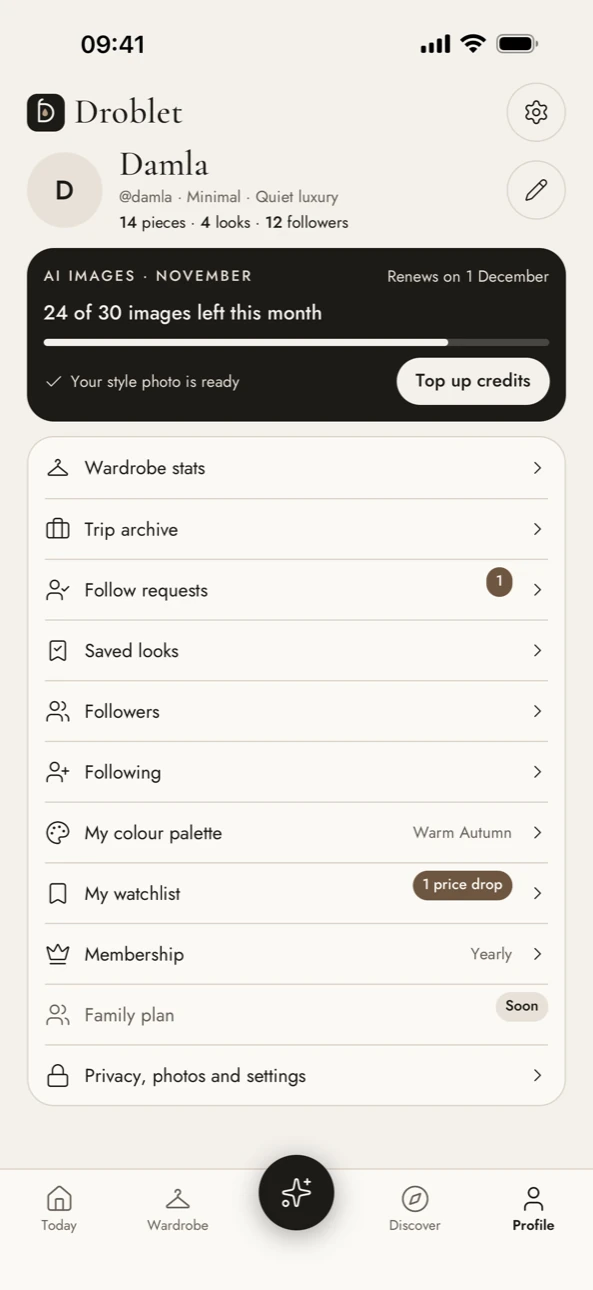 09:41
Droblet
D
Damla
@damla · Minimal · Quiet luxury
14 pieces · 4 looks · 12 followers
AI IMAGES · NOVEMBER
Renews on 1 December
24 of 30 images left this month
Your style photo is ready
Top up credits
Wardrobe stats
Trip archive
Follow requests
1
Saved looks
Followers
Following
My colour palette
Warm Autumn
My watchlist
1 price drop
Membership
Yearly
Family plan
Soon
Privacy, photos and settings
Today
Wardrobe
Discover
Profile